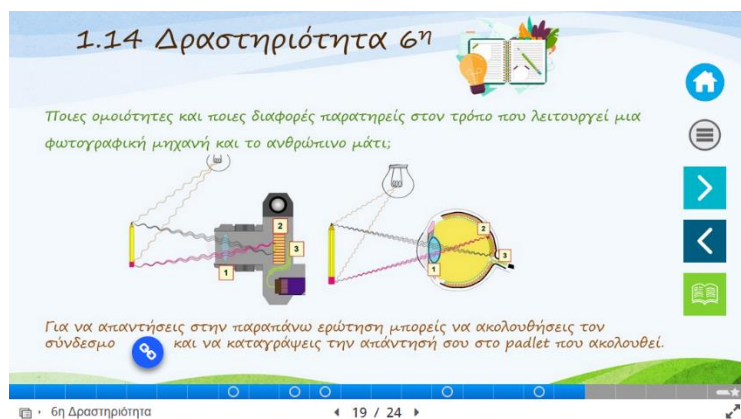 1.14 Δραστηριότητα 6η
Ποιες ομοιότητες και ποιες διαφορές παρατηρείς στον τρόπο που λειτουργεί μια
φωτογραφική μηχανή και το ανθρώπινο μάτι;
2
3
1
2
3
1
Για να απαντήσεις στην παραπάνω ερώτηση μπορείς να ακολουθήσεις τον
σύνδεσμο και να καταγράψεις την απάντησή σου στο padlet που ακολουθεί.
6η Δραστηριότητα
19 / 24